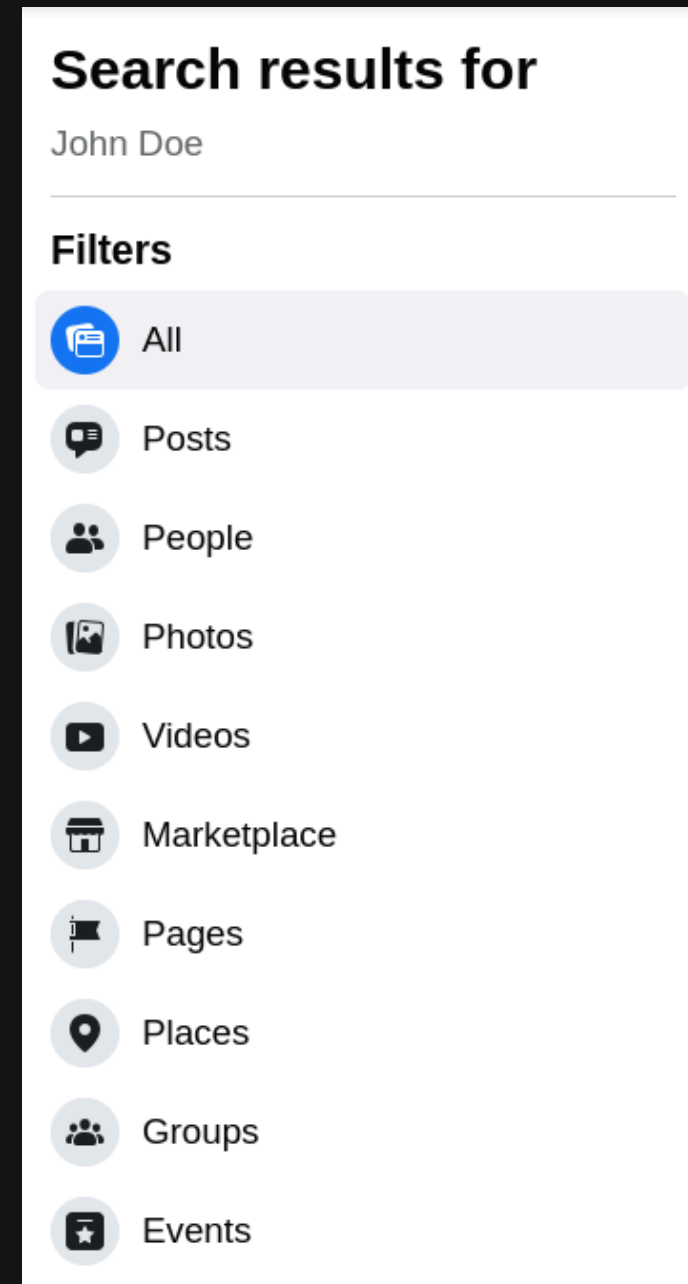 Search results for
John Doe
Filters
All
Posts
People
Photos
Videos
Marketplace
Pages
Places
Groups
Events